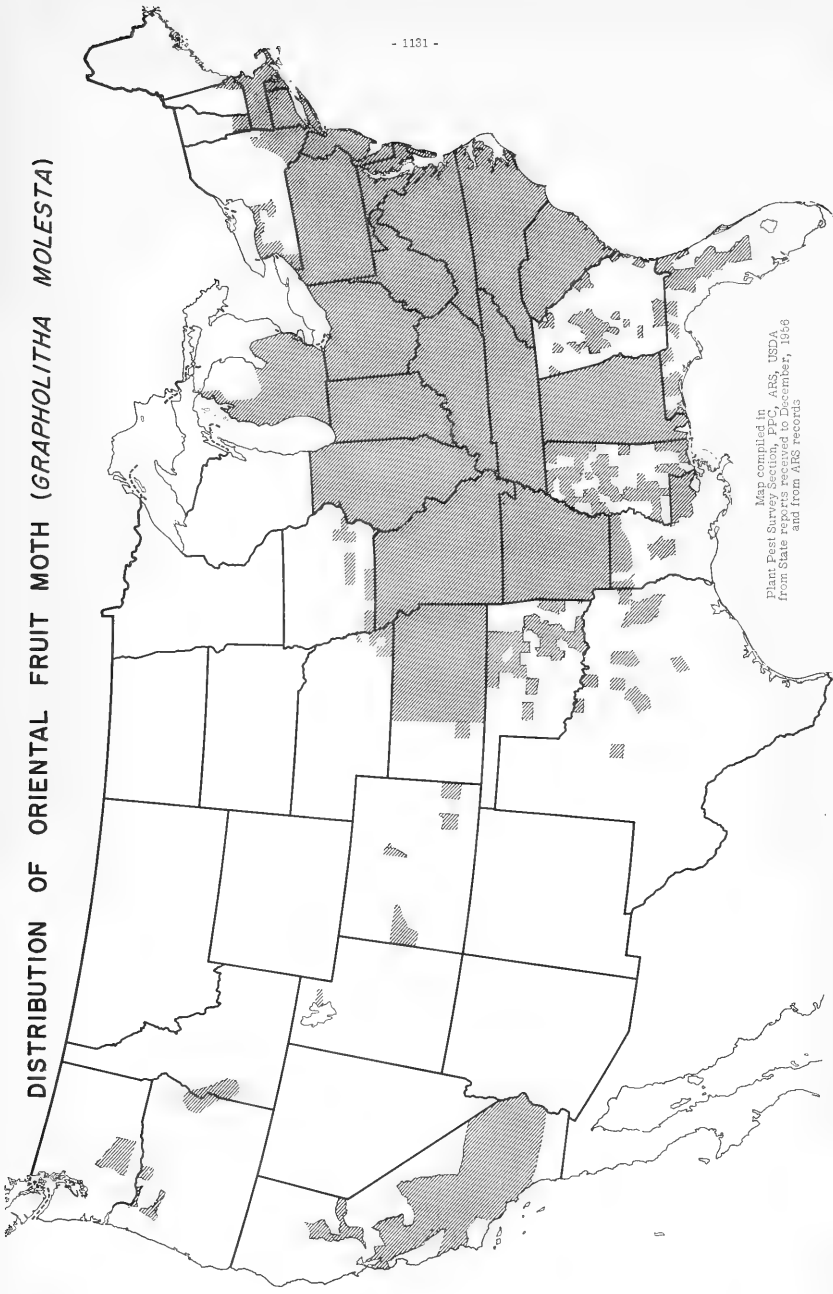 - 1131 -
DISTRIBUTION OF ORIENTAL FRUIT MOTH (GRAPHOLITHA MOLESTA)
Map compiled in
Plant Pest Survey Section, PPC, ARS, USDA
from State reports received to December, 1956
and from ARS records